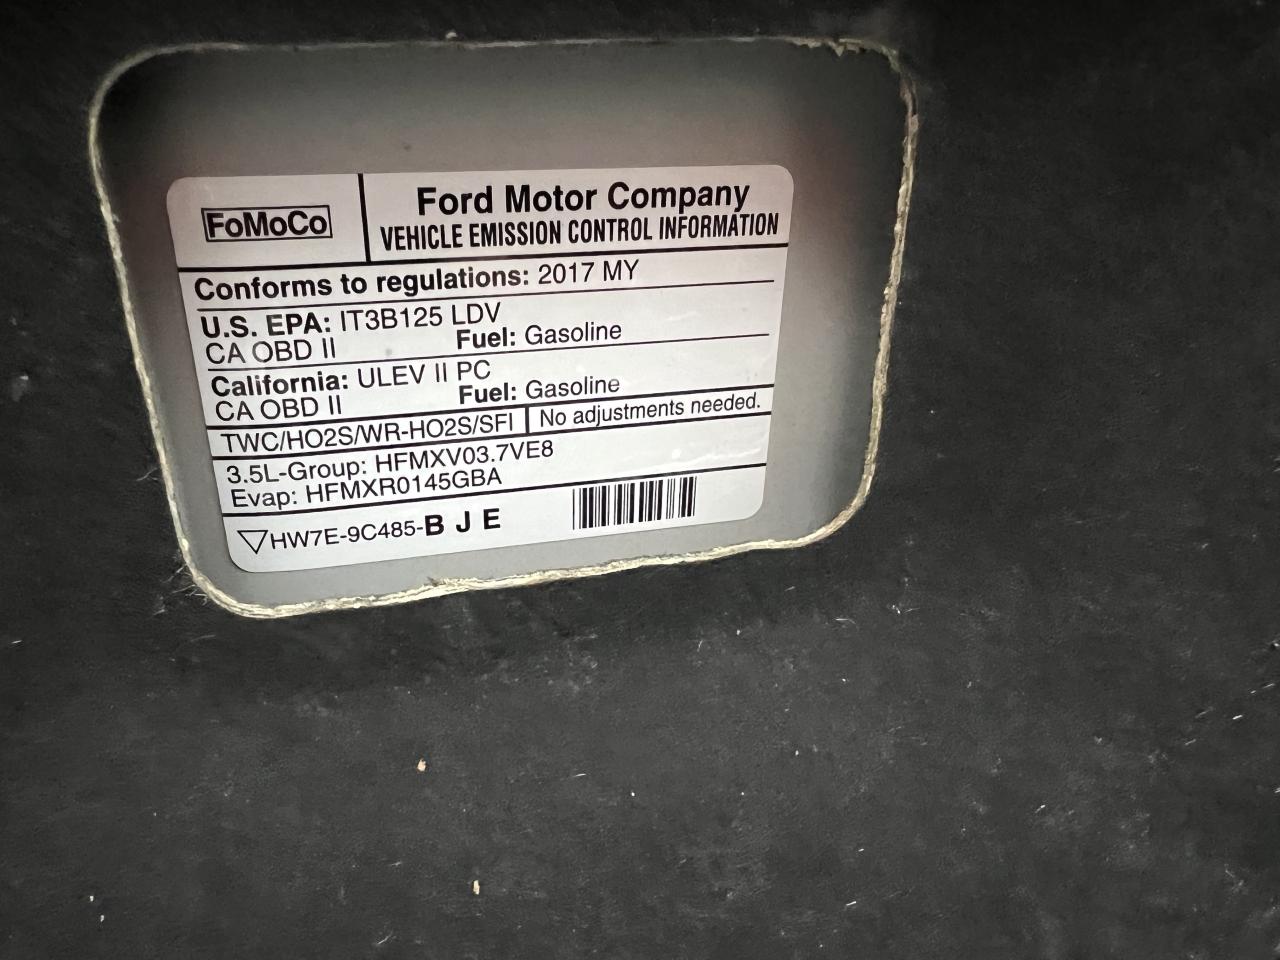 FoMoCo
Ford Motor Company
VEHICLE EMISSION CONTROL INFORMATION
Conforms to regulations: 2017 MY
U.S. EPA: IT3B125 LDV
CA OBD II Fuel: Gasoline
California: ULEV II PC
CA OBD II Fuel: Gasoline
TWC/HO2S/WR-HO2S/SFI No adjustments needed.
3.5L-Group: HFMXV03.7VE8
Evap: HFMXR0145GBA
HW7E-9C485-B J E